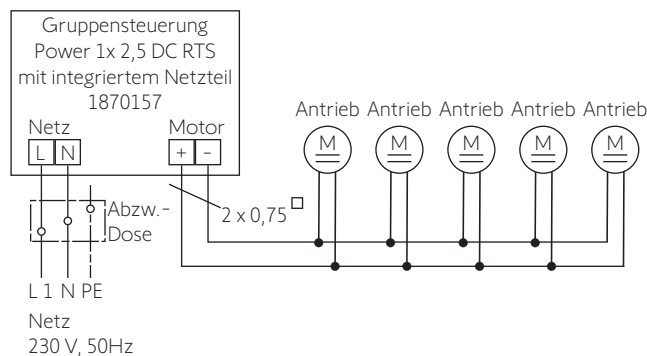 Gruppensteuerung
Power 1x 2,5 DC RTS
mit integriertem Netzteil
1870157
Netz Motor
L N + -
Antrieb Antrieb Antrieb Antrieb Antrieb
M M M M M
Abzw.-
Dose
2 x 0,75
L 1 N PE
Netz
230 V, 50Hz